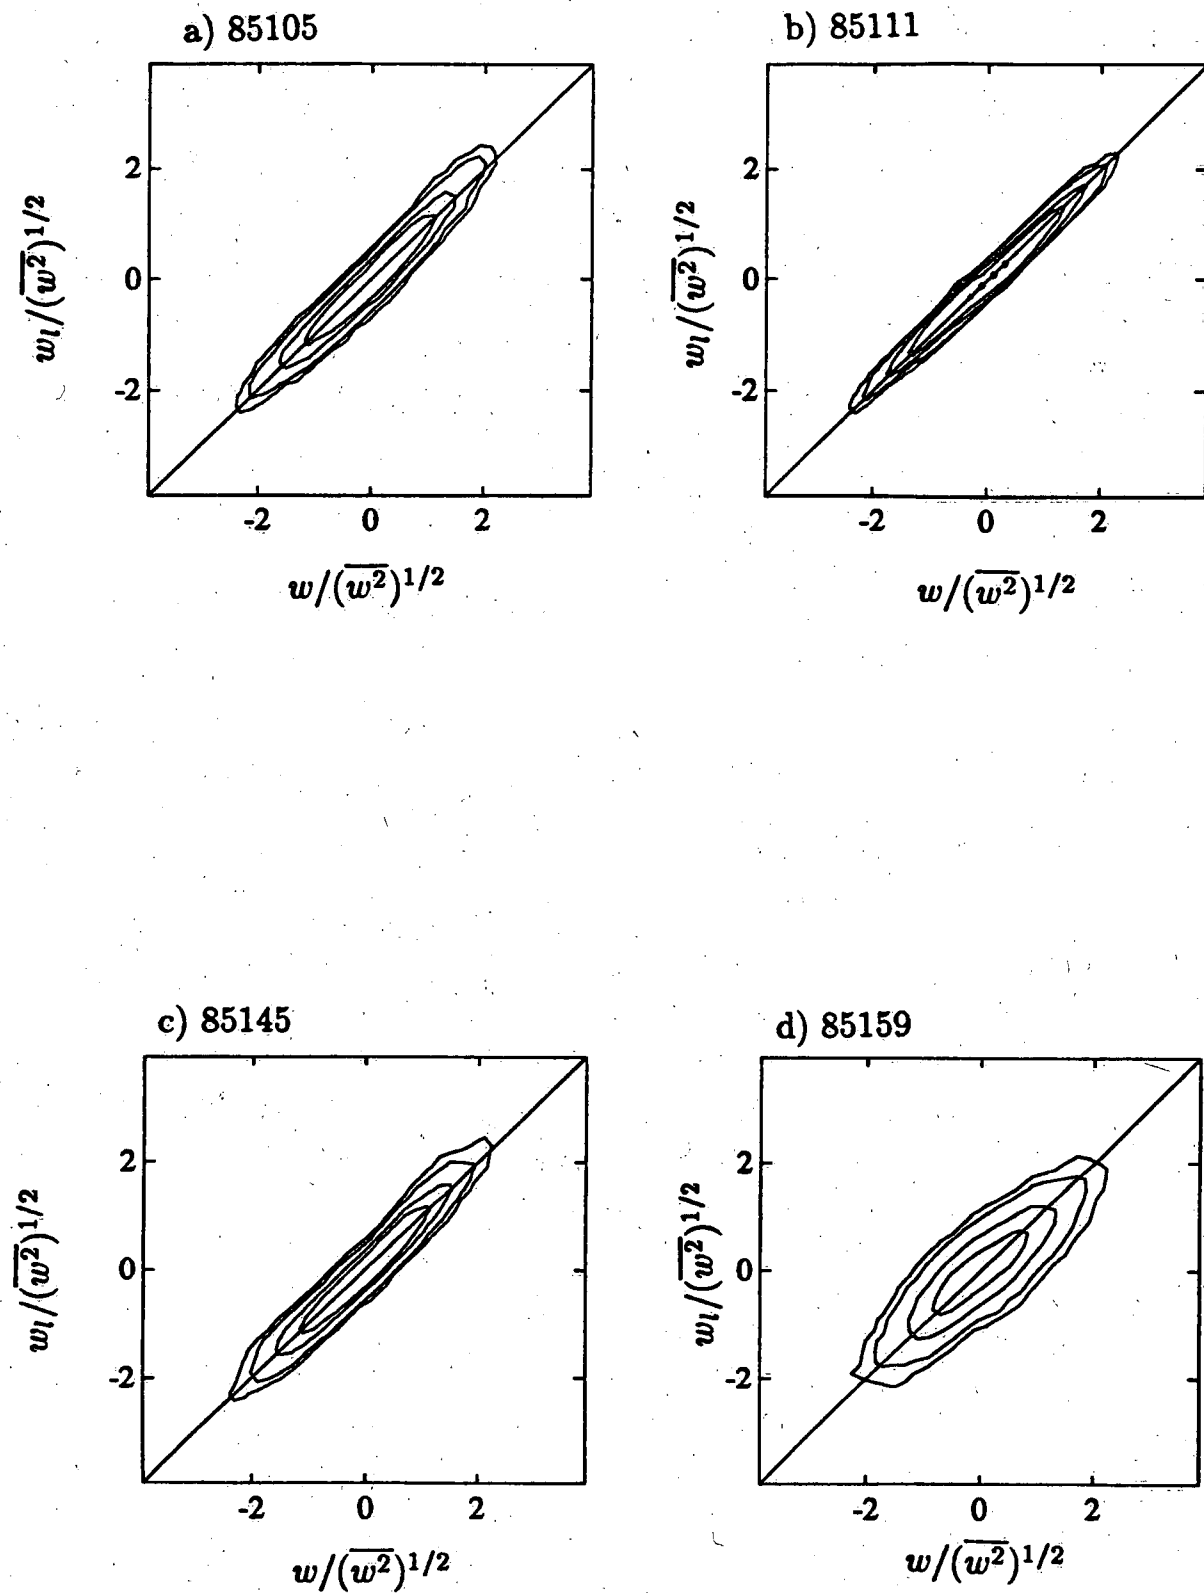 a) 85105
2
0
-2
-2 0 2
w_l/(\overline{w^2})^{1/2}
w/(\overline{w^2})^{1/2}
b) 85111
2
0
-2
-2 0 2
w_l/(\overline{w^2})^{1/2}
w/(\overline{w^2})^{1/2}
c) 85145
2
0
-2
-2 0 2
w_l/(\overline{w^2})^{1/2}
w/(\overline{w^2})^{1/2}
d) 85159
2
0
-2
-2 0 2
w_l/(\overline{w^2})^{1/2}
w/(\overline{w^2})^{1/2}